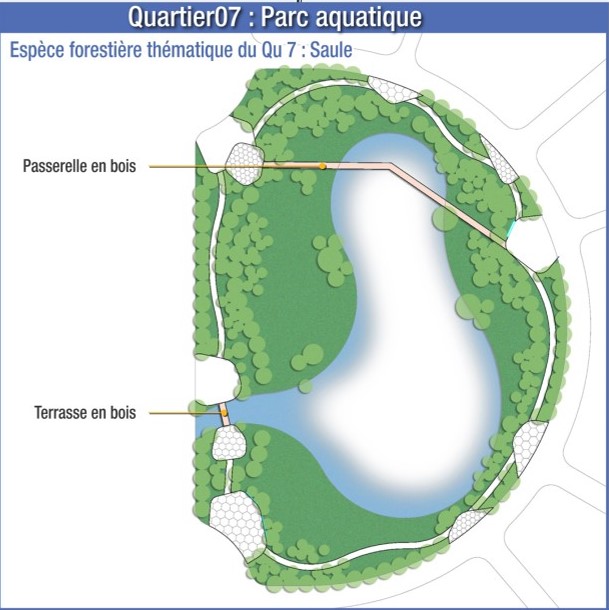 Quartier07 : Parc aquatique
Espèce forestière thématique du Qu 7 : Saule
Passerelle en bois
Terrasse en bois